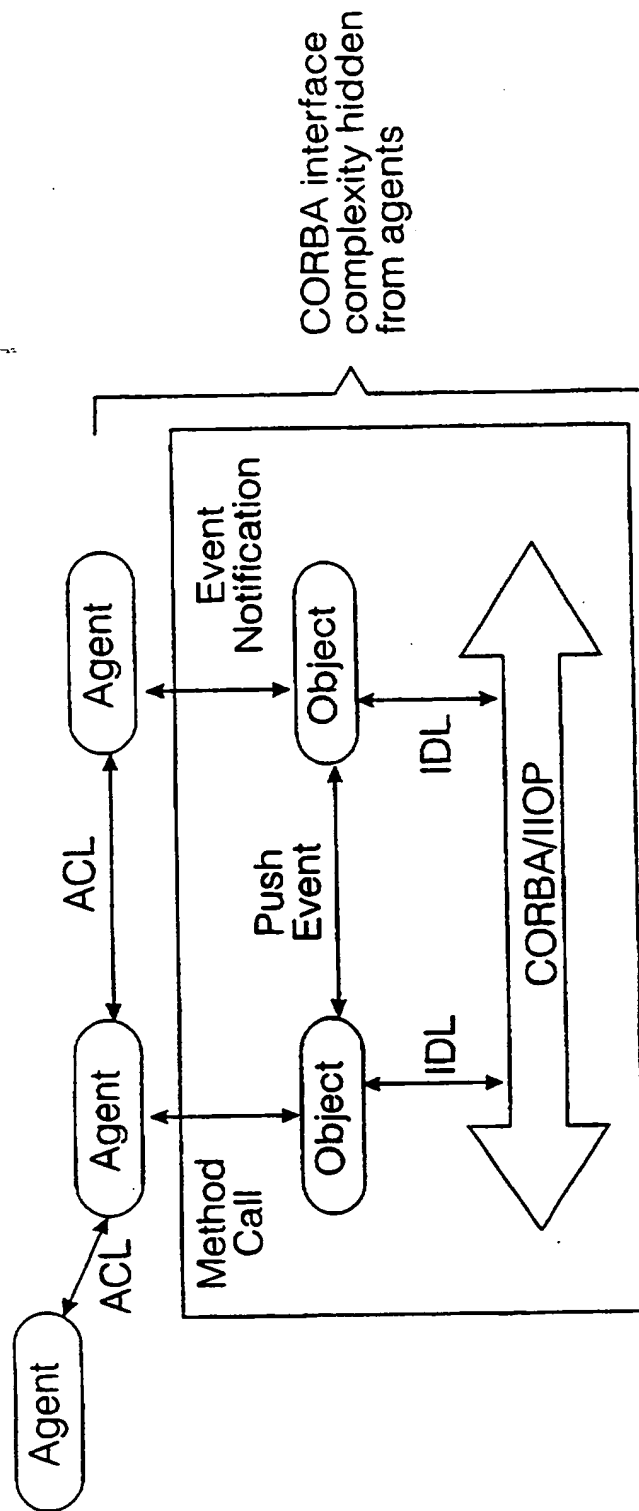 Agent
ACL
Agent
ACL
Agent
Method
Call
Event
Notification
Object
Push
Event
Object
IDL
IDL
CORBA/IIOP
CORBA interface
complexity hidden
from agents